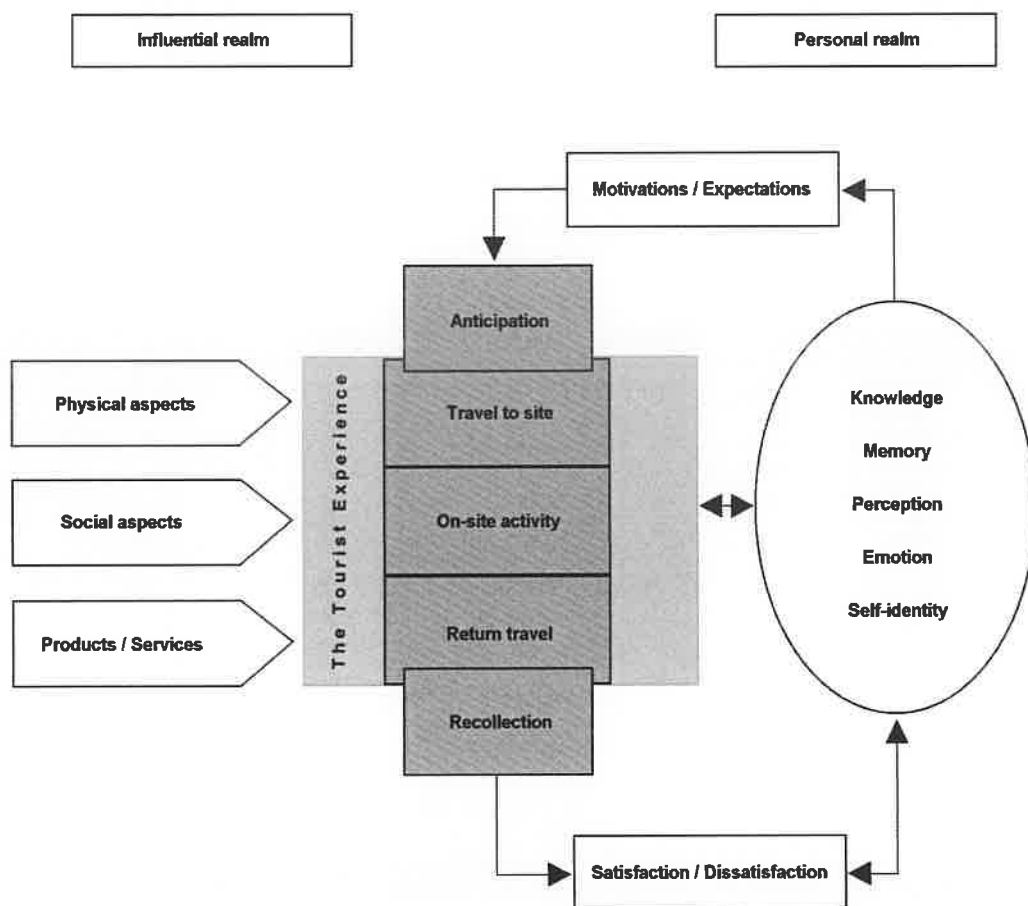 Influential realm
Personal realm
Motivations / Expectations
Anticipation
Physical aspects
Social aspects
Products / Services
The Tourist Experience
Travel to site
On-site activity
Return travel
Recollection
Knowledge
Memory
Perception
Emotion
Self-identity
Satisfaction / Dissatisfaction